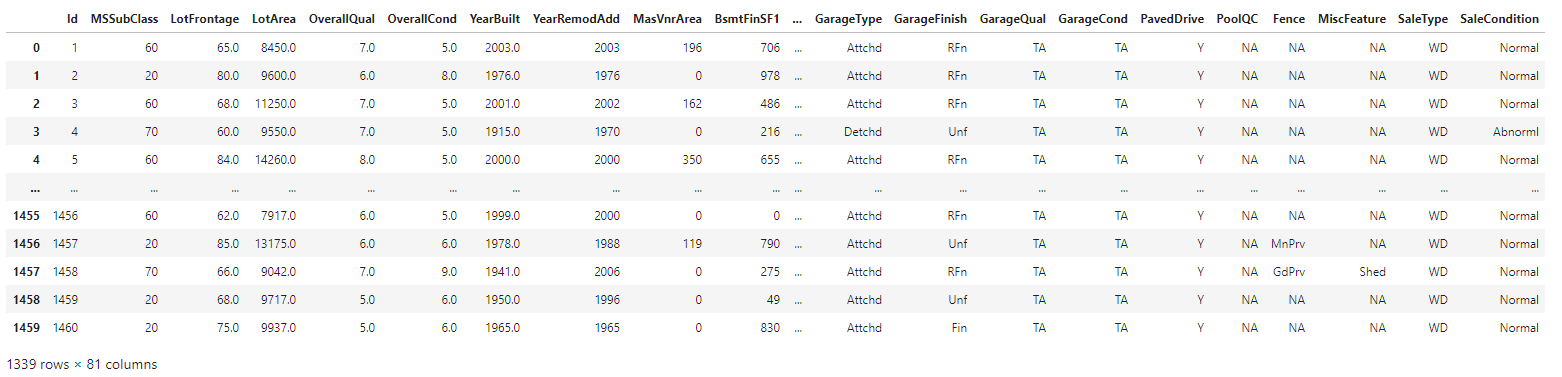 Id MSSubClass LotFrontage LotArea OverallQual OverallCond YearBuilt YearRemodAdd MasVnrArea BsmtFinSF1 ... GarageType GarageFinish GarageQual GarageCond PavedDrive PoolQC Fence MiscFeature SaleType SaleCondition
0 1 60 65.0 8450.0 7.0 5.0 2003.0 2003 196 706 ... Attchd RFn TA TA Y NA NA NA WD Normal
1 2 20 80.0 9600.0 6.0 8.0 1976.0 1976 0 978 ... Attchd RFn TA TA Y NA NA NA WD Normal
2 3 60 68.0 11250.0 7.0 5.0 2001.0 2002 162 486 ... Attchd RFn TA TA Y NA NA NA WD Normal
3 4 70 60.0 9550.0 7.0 5.0 1915.0 1970 0 216 ... Detchd Unf TA TA Y NA NA NA WD Abnorml
4 5 60 84.0 14260.0 8.0 5.0 2000.0 2000 350 655 ... Attchd RFn TA TA Y NA NA NA WD Normal
... ... ... ... ... ... ... ... ... ... ... ... ... ... ... ... ... ... ... ... ... ...
1455 1456 60 62.0 7917.0 6.0 5.0 1999.0 2000 0 0 ... Attchd RFn TA TA Y NA NA NA WD Normal
1456 1457 20 85.0 13175.0 6.0 6.0 1978.0 1988 119 790 ... Attchd Unf TA TA Y NA MnPrv NA WD Normal
1457 1458 70 66.0 9042.0 7.0 9.0 1941.0 2006 0 275 ... Attchd RFn TA TA Y NA GdPrv Shed WD Normal
1458 1459 20 68.0 9717.0 5.0 6.0 1950.0 1996 0 49 ... Attchd Unf TA TA Y NA NA NA WD Normal
1459 1460 20 75.0 9937.0 5.0 6.0 1965.0 1965 0 830 ... Attchd Fin TA TA Y NA NA NA WD Normal
1339 rows × 81 columns